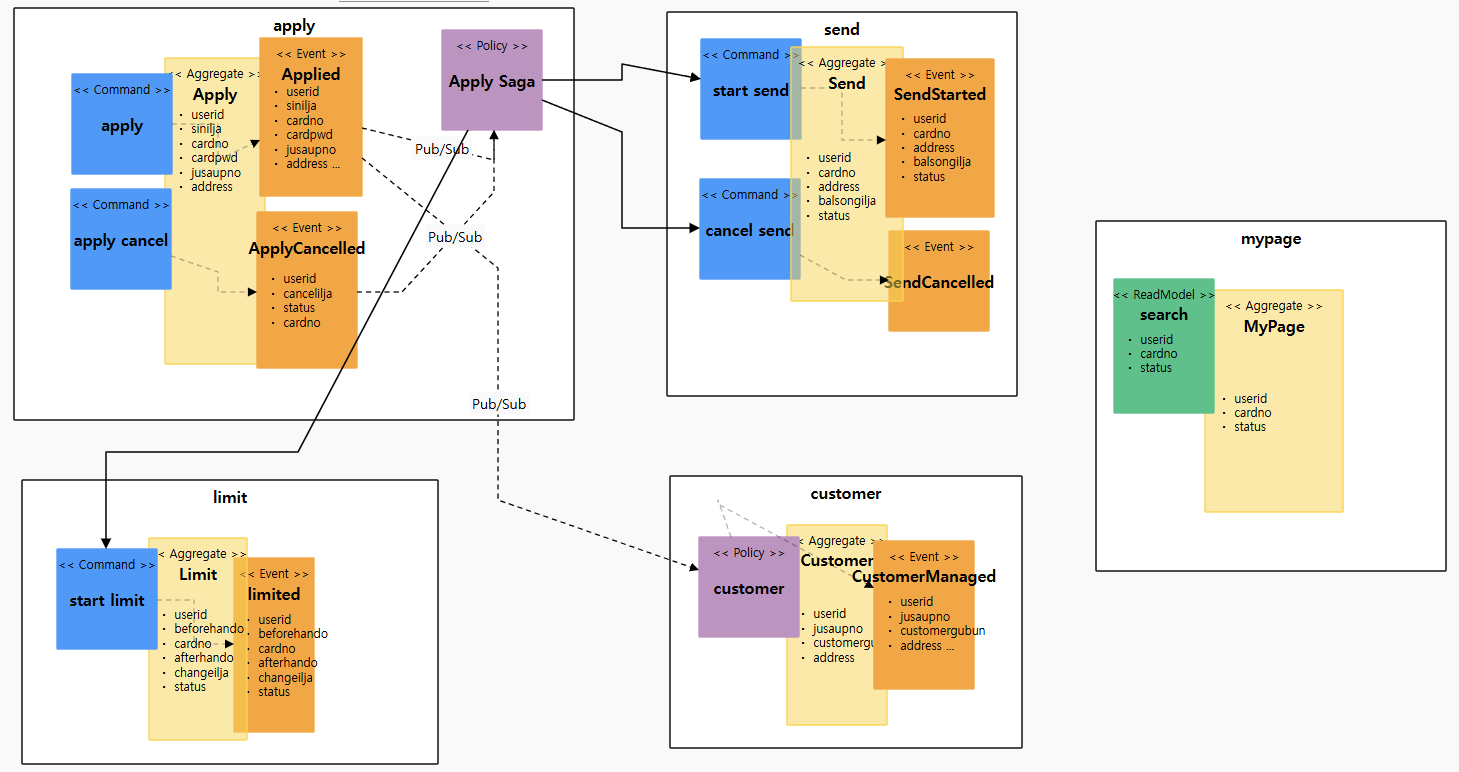 apply
<< Command >>
apply
<< Command >>
apply cancel
<< Aggregate >>
Apply
· userid
· sinilja
· cardno
· cardpwd
· jusaupno
· address
<< Event >>
Applied
· userid
· sinilja
· cardno
· cardpwd
· jusaupno
· address ...
<< Event >>
ApplyCancelled
· userid
· cancelilja
· status
· cardno
<< Policy >>
Apply Saga
Pub/Sub
Pub/Sub
Pub/Sub
send
<< Command >>
start send
<< Command >>
cancel send
<< Aggregate >
Send
· userid
· cardno
· address
· balsongilja
· status
<< Event >>
SendStarted
· userid
· cardno
· address
· balsongilja
· status
<< Event >>
SendCancelled
mypage
<< ReadModel >>
search
· userid
· cardno
· status
<< Aggregate >>
MyPage
· userid
· cardno
· status
limit
<< Command >>
start limit
< Aggregate >>
Limit
· userid
· beforehando
· cardno
· afterhando
· changeilja
· status
<< Event >>
limited
· userid
· beforehando
· cardno
· afterhando
· changeilja
· status
customer
<< Policy >>
customer
< Aggregate >
Customer
· userid
· jusaupno
· customergu
· address
<< Event >>
CustomerManaged
· userid
· jusaupno
· customergubun
· address ...